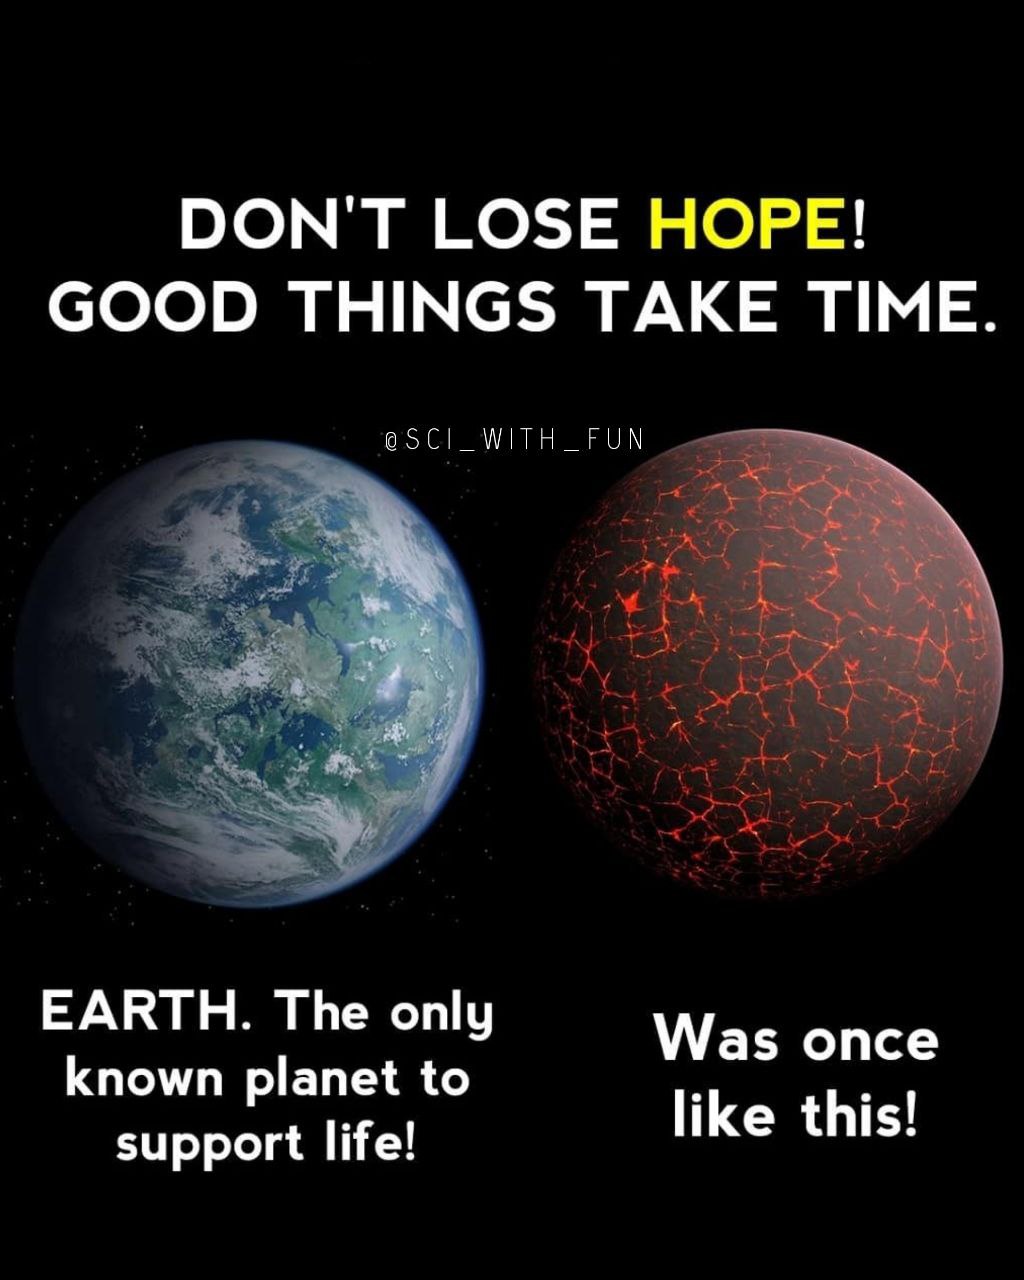 DON'T LOSE HOPE!
GOOD THINGS TAKE TIME.
@SCI_WITH_FUN
EARTH. The only
known planet to
support life!
Was once
like this!